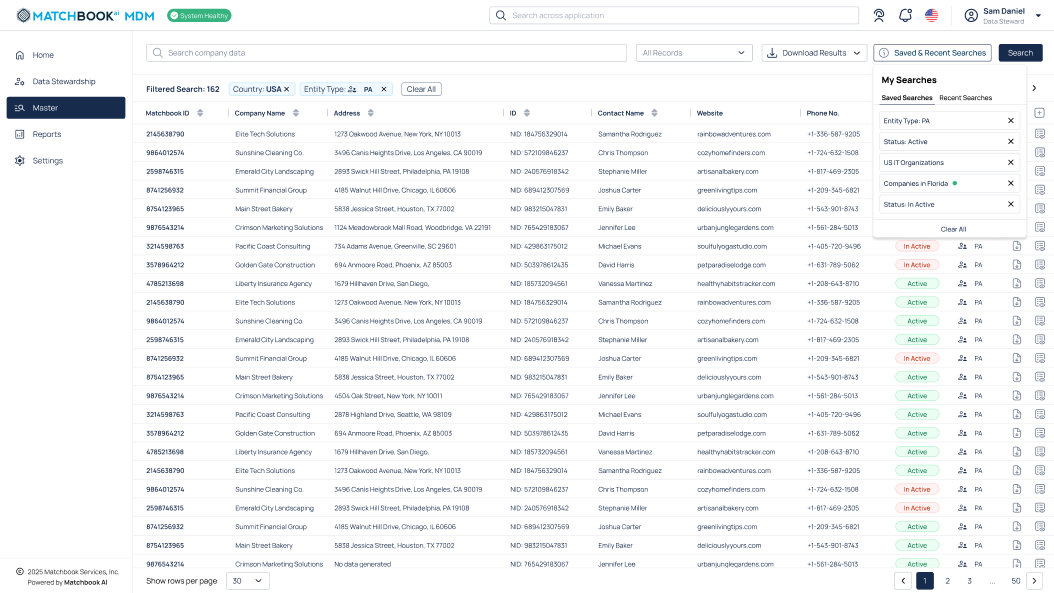 MATCHBOOK ai MDM
System Healthy
Search across application
Sam Daniel
Data Steward
Home
Data Stewardship
Master
Reports
Settings
Search company data
All Records
Download Results
Saved & Recent Searches
Search
Filtered Search: 162
Country: USA
Entity Type: PA
Clear All
My Searches
Saved Searches Recent Searches
Entity Type: PA
Status: Active
US IT Organizations
Companies in Florida
Status: In Active
Clear All
Matchbook ID Company Name Address ID Contact Name Website Phone No.
2145638790 Elite Tech Solutions 1273 Oakwood Avenue, New York, NY 10013 NID: 184756329014 Samantha Rodriguez rainbowadventures.com +1-336-587-9205
9864012574 Sunshine Cleaning Co. 3496 Canis Heights Drive, Los Angeles, CA 90019 NID: 572109846237 Chris Thompson cozyhomefinders.com +1-724-632-1508
2598746315 Emerald City Landscaping 2893 Swick Hill Street, Philadelphia, PA 19108 NID: 240576841342 Stephanie Miller artisanalbakery.com +1-817-469-2305
8741256932 Summit Financial Group 4185 Walnut Hill Drive, Chicago, IL 60606 NID: 689412307569 Joshua Carter greenlivingtips.com +1-209-345-6821
8754123965 Main Street Bakery 5838 Jessica Street, Houston, TX 77002 NID: 983215047831 Emily Baker deliciouslyyours.com +1-543-901-8743
9876543214 Crimson Marketing Solutions 1124 Meadowbrook Mall Road, Woodbridge, VA 22191 NID: 765429183067 Jennifer Lee urbanjunglegardens.com +1-561-284-5013
3214598763 Pacific Coast Consulting 734 Adams Avenue, Greenville, SC 29601 NID: 429863175012 Michael Evans soulfulyogastudio.com +1-405-720-9496 In Active PA
3578964212 Golden Gate Construction 694 Anmoore Road, Phoenix, AZ 85003 NID: 503978612435 David Harris petparadiselodge.com +1-631-789-5062 In Active PA
4785213698 Liberty Insurance Agency 1679 Hillhaven Drive, San Diego, NID: 185732094561 Vanessa Martinez healthyhabitstracker.com +1-208-643-8710 Active PA
2145638790 Elite Tech Solutions 1273 Oakwood Avenue, New York, NY 10013 NID: 184756329014 Samantha Rodriguez rainbowadventures.com +1-336-587-9205 Active PA
9864012574 Sunshine Cleaning Co. 3496 Canis Heights Drive, Los Angeles, CA 90019 NID: 572109846237 Chris Thompson cozyhomefinders.com +1-724-632-1508 Active PA
2598746315 Emerald City Landscaping 2893 Swick Hill Street, Philadelphia, PA 19108 NID: 240576841342 Stephanie Miller artisanalbakery.com +1-817-469-2305 Active PA
8741256932 Summit Financial Group 4185 Walnut Hill Drive, Chicago, IL 60606 NID: 689412307569 Joshua Carter greenlivingtips.com +1-209-345-6821 In Active PA
8754123965 Main Street Bakery 5838 Jessica Street, Houston, TX 77002 NID: 983215047831 Emily Baker deliciouslyyours.com +1-543-901-8743 Active PA
9876543214 Crimson Marketing Solutions 4504 Oak Street, New York, NY 10011 NID: 765429183067 Jennifer Lee urbanjunglegardens.com +1-561-284-5013 Active PA
3214598763 Pacific Coast Consulting 2878 Highland Drive, Seattle, WA 98109 NID: 429863175012 Michael Evans soulfulyogastudio.com +1-405-720-9496 Active PA
3578964212 Golden Gate Construction 694 Anmoore Road, Phoenix, AZ 85003 NID: 503978612435 David Harris petparadiselodge.com +1-631-789-5062 Active PA
4785213698 Liberty Insurance Agency 1679 Hillhaven Drive, San Diego, NID: 185732094561 Vanessa Martinez healthyhabitstracker.com +1-208-643-8710 Active PA
2145638790 Elite Tech Solutions 1273 Oakwood Avenue, New York, NY 10013 NID: 184756329014 Samantha Rodriguez rainbowadventures.com +1-336-587-9205 Active PA
9864012574 Sunshine Cleaning Co. 3496 Canis Heights Drive, Los Angeles, CA 90019 NID: 572109846237 Chris Thompson cozyhomefinders.com +1-724-632-1508 In Active PA
2598746315 Emerald City Landscaping 2893 Swick Hill Street, Philadelphia, PA 19108 NID: 240576841342 Stephanie Miller artisanalbakery.com +1-817-469-2305 In Active PA
8741256932 Summit Financial Group 4185 Walnut Hill Drive, Chicago, IL 60606 NID: 689412307569 Joshua Carter greenlivingtips.com +1-209-345-6821 Active PA
8754123965 Main Street Bakery 5838 Jessica Street, Houston, TX 77002 NID: 983215047831 Emily Baker deliciouslyyours.com +1-543-901-8743 Active PA
9876543214 Crimson Marketing Solutions No data generated NID: 765429183067 Jennifer Lee urbanjunglegardens.com +1-561-284-5013 Active PA
© 2025 Matchbook Services, Inc.
Powered by Matchbook AI
Show rows per page 30
1 2 3 ... 50